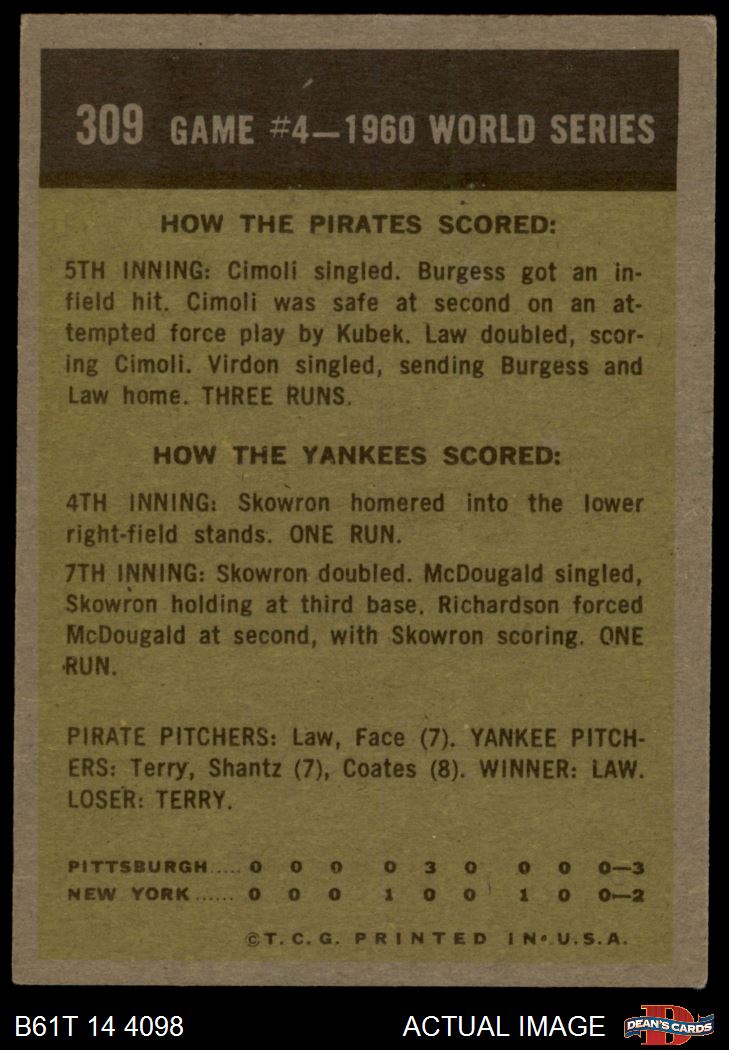 309 GAME #4—1960 WORLD SERIES
HOW THE PIRATES SCORED:
5TH INNING: Cimoli singled. Burgess got an in-
field hit. Cimoli was safe at second on an at-
tempted force play by Kubek. Law doubled, scor-
ing Cimoli. Virdon singled, sending Burgess and
Law home. THREE RUNS.
HOW THE YANKEES SCORED:
4TH INNING: Skowron homered into the lower
right-field stands. ONE RUN.
7TH INNING: Skowron doubled. McDougald singled,
Skowron holding at third base. Richardson forced
McDougald at second, with Skowron scoring. ONE
RUN.
PIRATE PITCHERS: Law, Face (7). YANKEE PITCH-
ERS: Terry, Shantz (7), Coates (8). WINNER: LAW.
LOSER: TERRY.
PITTSBURGH..... 0 0 0 0 3 0 0 0 0—3
NEW YORK...... 0 0 0 1 0 0 1 0 0—2
©T.C.G. PRINTED IN U.S.A.
B61T 14 4098 ACTUAL IMAGE DEAN'S CARDS